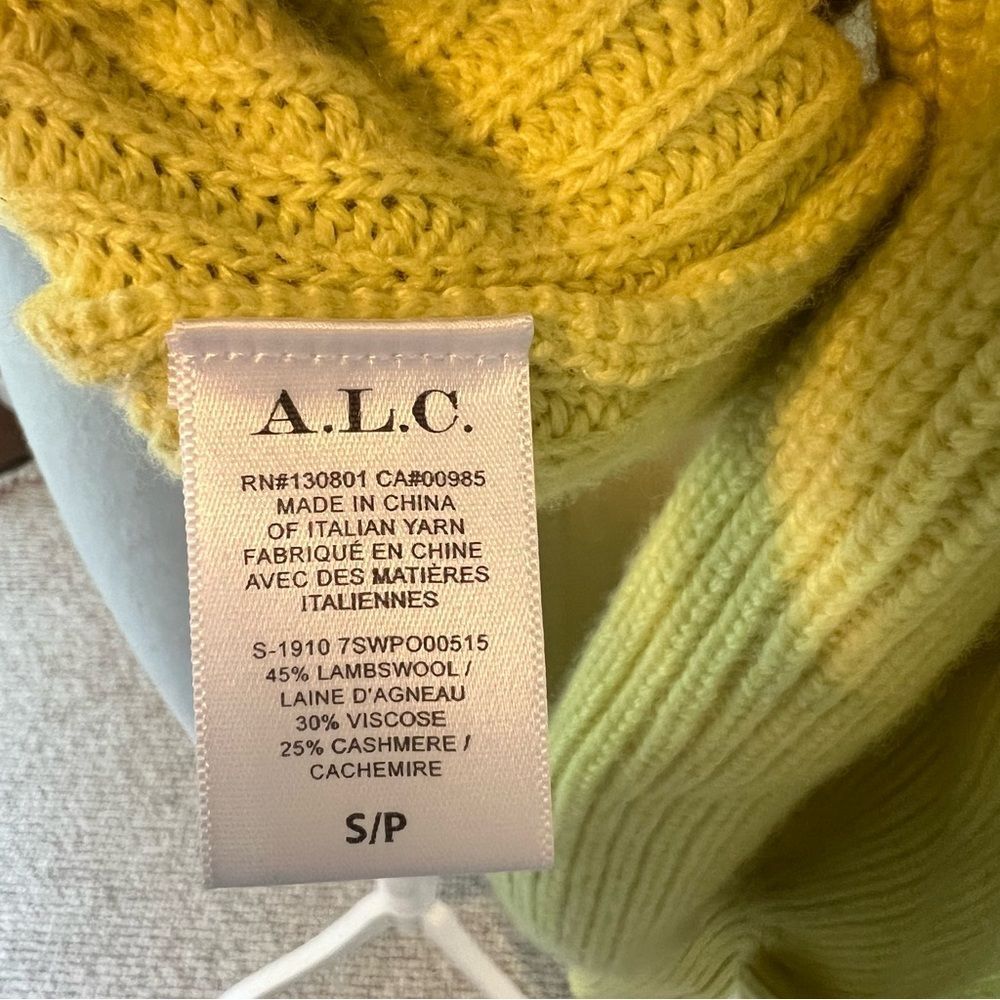 A.L.C.
RN#130801 CA#00985
MADE IN CHINA
OF ITALIAN YARN
FABRIQUÉ EN CHINE
AVEC DES MATIÈRES
ITALIENNES
S-1910 7SWPO00515
45% LAMBSWOOL /
LAINE D'AGNEAU
30% VISCOSE
25% CASHMERE /
CACHEMIRE
S/P